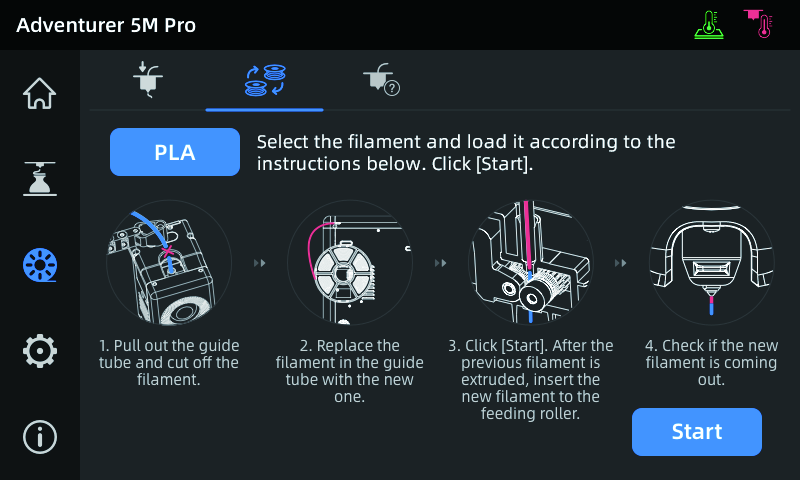 Adventurer 5M Pro
?
PLA
Select the filament and load it according to the
instructions below. Click [Start].
1. Pull out the guide
tube and cut off the
filament.
2. Replace the
filament in the guide
tube with the new
one.
3. Click [Start]. After the
previous filament is
extruded, insert the
new filament to the
feeding roller.
4. Check if the new
filament is coming
out.
Start